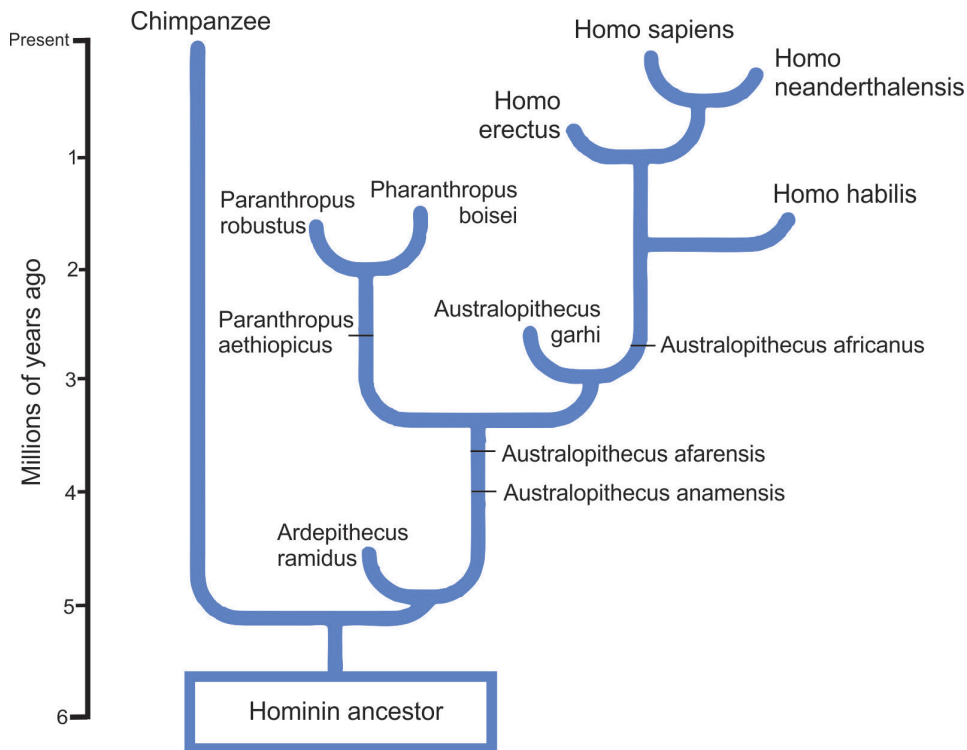 Chimpanzee
Present
Homo sapiens
Homo
neanderthalensis
Homo
erectus
1
Pharanthropus
boisei
Paranthropus
robustus
Homo habilis
2
Australopithecus
garhi
Paranthropus
aethiopicus
Australopithecus africanus
3
Millions of years ago
Australopithecus afarensis
4
Australopithecus anamensis
Ardepithecus
ramidus
5
Hominin ancestor
6